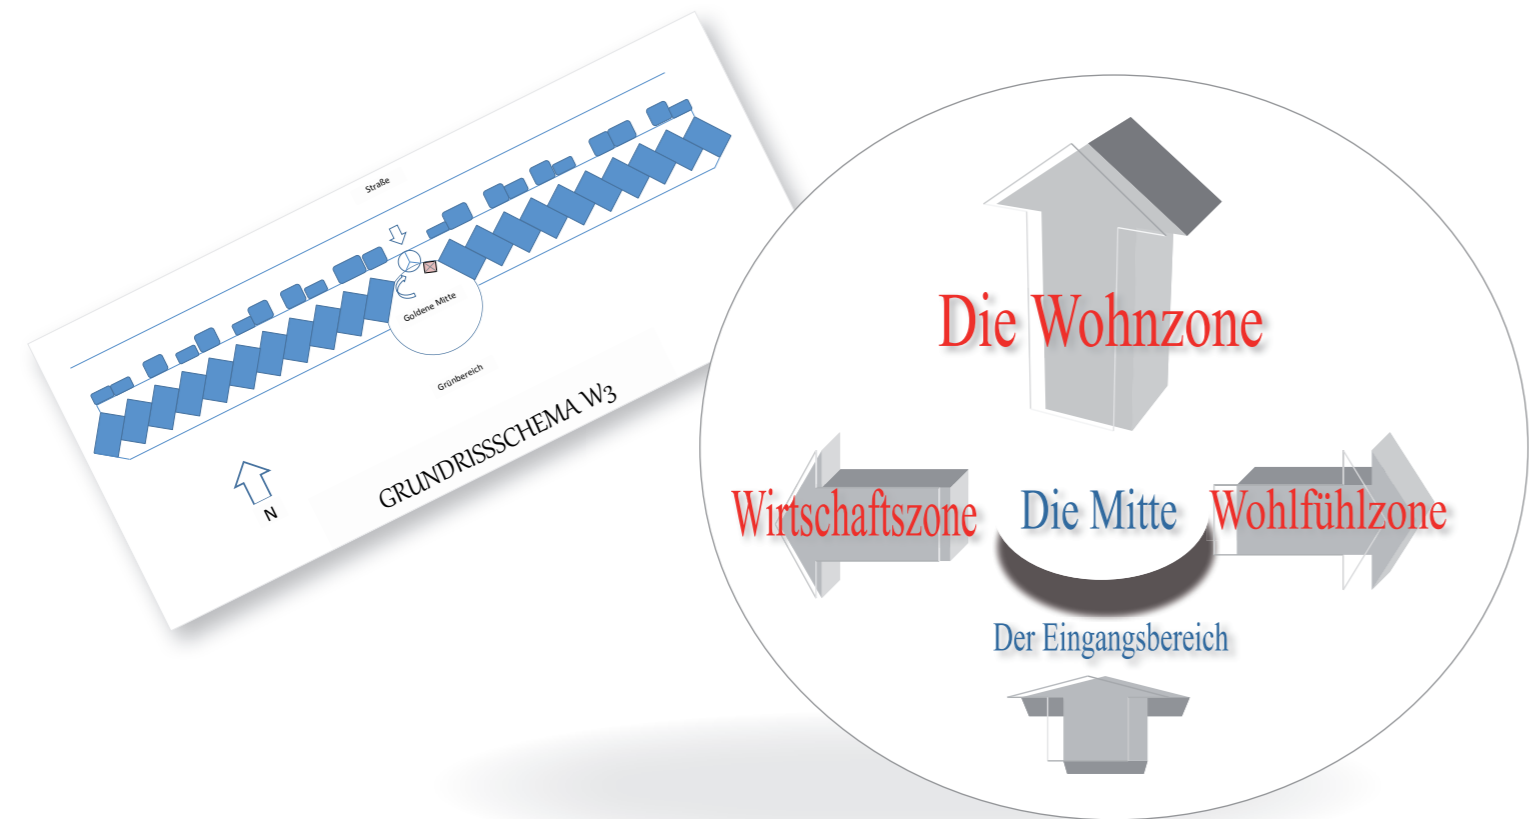 Straße
Goldene Mitte
Grünbereich
GRUNDRISSSCHEMA W3
N
Die Wohnzone
Wirtschaftszone
Die Mitte
Wohlfühlzone
Der Eingangsbereich